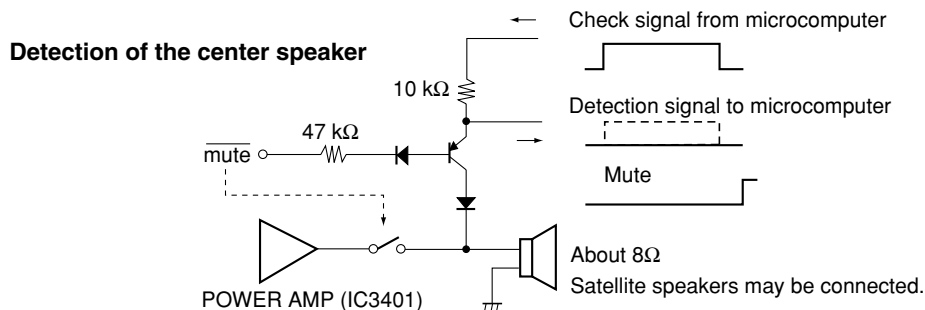 Check signal from microcomputer
Detection of the center speaker
10 kΩ
Detection signal to microcomputer
47 kΩ
mute
Mute
About 8Ω
Satellite speakers may be connected.
POWER AMP (IC3401)